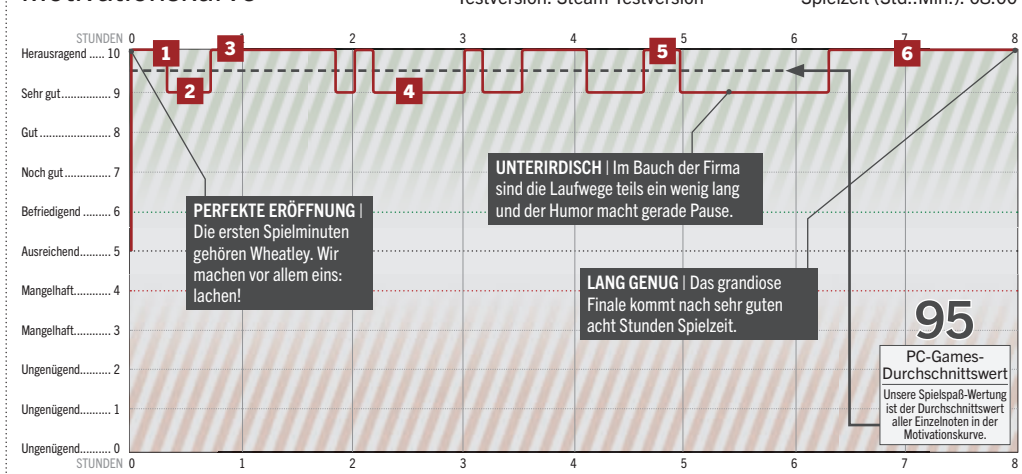 Motivationskurve
Testversion: Steam-Testversion
Spielzeit (Std.:Min.): 08:00
STUNDEN 0 1 2 3 4 5 6 7 8
Herausragend ..... 10
Sehr gut ............... 9
Gut ....................... 8
Noch gut .............. 7
Befriedigend ........ 6
Ausreichend.......... 5
Mangelhaft ........... 4
Mangelhaft ........... 3
Ungenügend.......... 2
Ungenügend.......... 1
Ungenügend.......... 0
STUNDEN 0 1 2 3 4 5 6 7 8
1
2
3
4
5
6
PERFEKTE ERÖFFNUNG |
Die ersten Spielminuten
gehören Wheatley. Wir
machen vor allem eins:
lachen!
UNTERIRDISCH | Im Bauch der Firma
sind die Laufwege teils ein wenig lang
und der Humor macht gerade Pause.
LANG GENUG | Das grandiose
Finale kommt nach sehr guten
acht Stunden Spielzeit.
95
PC-Games-
Durchschnittswert
Unsere Spielspaß-Wertung
ist der Durchschnittswert
aller Einzelnoten in der
Motivationskurve.